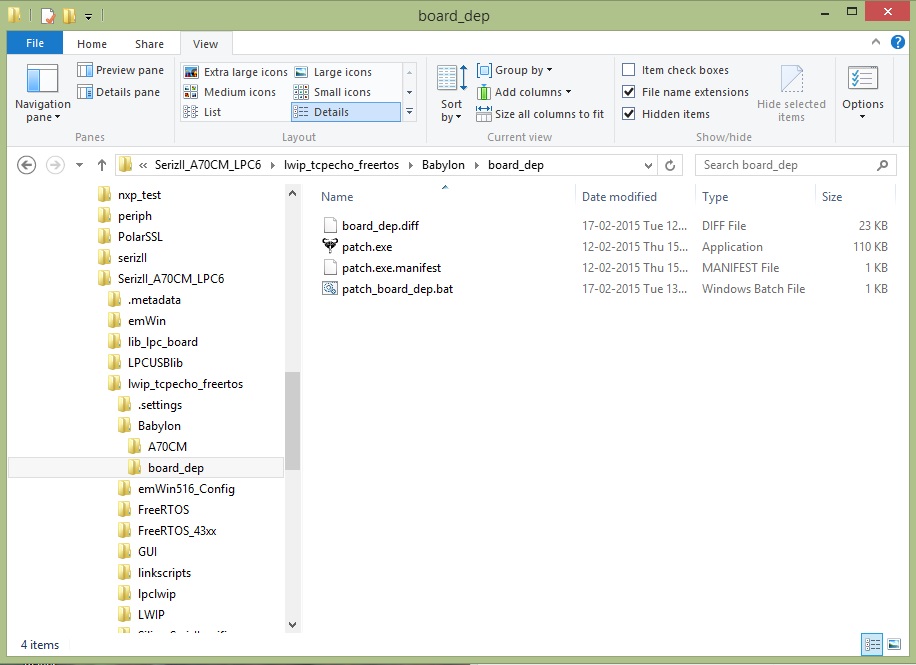 board_dep
File Home Share View
Navigation pane
Preview pane
Details pane
Panes
Extra large icons Large icons
Medium icons Small icons
List Details
Layout
Sort by
Group by
Add columns
Size all columns to fit
Current view
Item check boxes
File name extensions
Hidden items
Hide selected items
Show/hide
Options
« SerizII_A70CM_LPC6 lwip_tcpecho_freertos Babylon board_dep
Search board_dep
nxp_test
periph
PolarSSL
serizII
SerizII_A70CM_LPC6
.metadata
emWin
lib_lpc_board
LPCUSBlib
lwip_tcpecho_freertos
.settings
Babylon
A70CM
board_dep
emWin516_Config
FreeRTOS
FreeRTOS_43xx
GUI
linkscripts
lpclwip
LWIP
Name Date modified Type Size
board_dep.diff 17-02-2015 Tue 12... DIFF File 23 KB
patch.exe 12-02-2015 Thu 15... Application 110 KB
patch.exe.manifest 12-02-2015 Thu 15... MANIFEST File 1 KB
patch_board_dep.bat 17-02-2015 Tue 13... Windows Batch File 1 KB
4 items